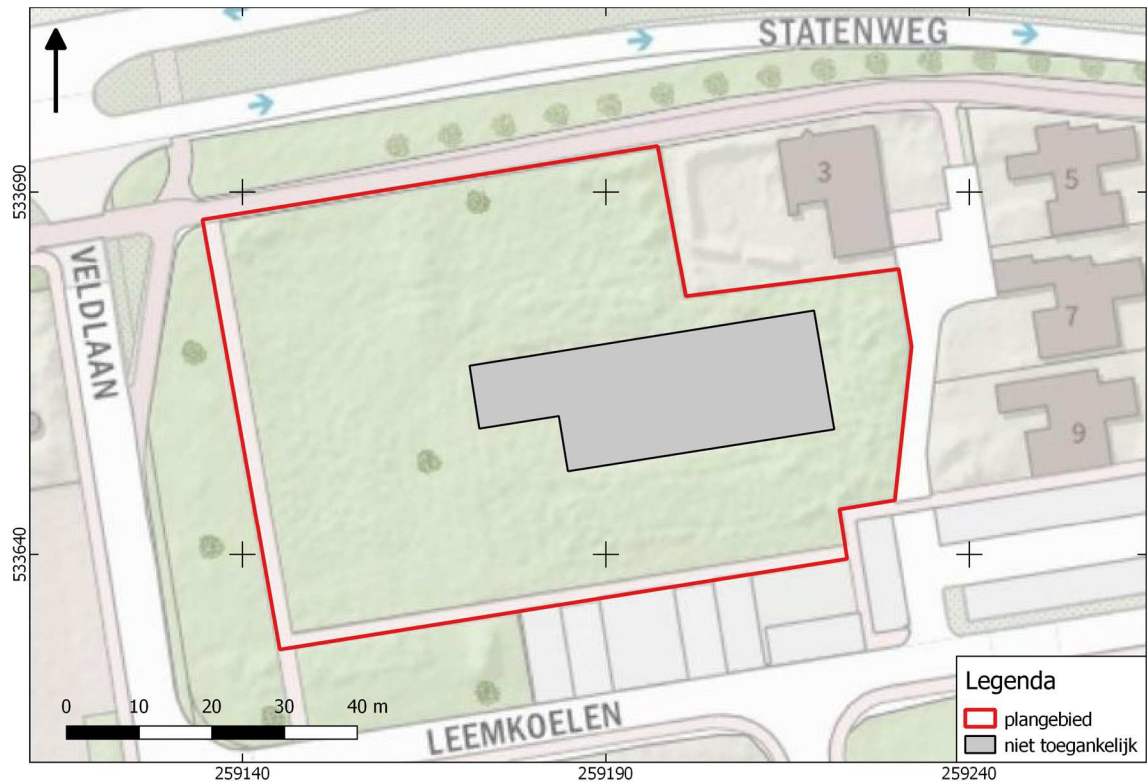 STATENWEG
3
5
533690
VELDLAAN
7
9
533640
Legenda
plangebied
niet toegankelijk
0 10 20 30 40 m
LEEMKOELEN
259140 259190 259240